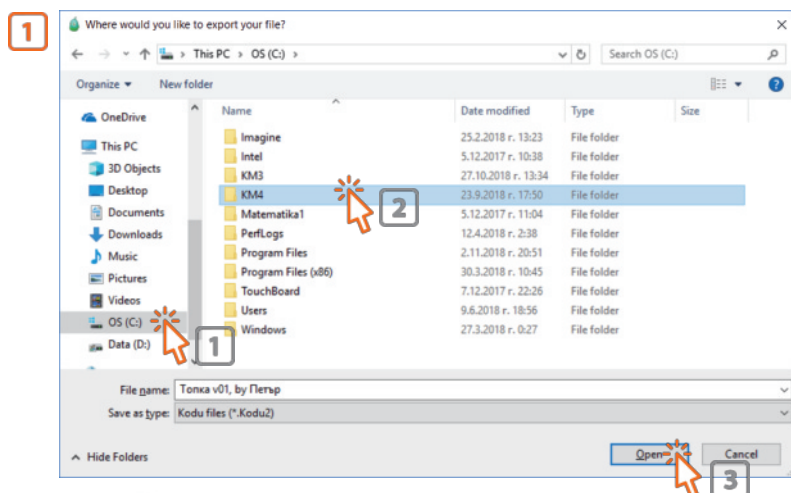 1
Where would you like to export your file?
This PC > OS (C:) >
Search OS (C:)
Organize
New folder
Name Date modified Type Size
OneDrive
This PC
3D Objects
Desktop
Documents
Downloads
Music
Pictures
Videos
OS (C:)
Data (D:)
Imagine 25.2.2018 г. 13:23 File folder
Intel 5.12.2017 г. 10:38 File folder
KM3 27.10.2018 г. 13:34 File folder
KM4 23.9.2018 г. 17:50 File folder
Matematika1 5.12.2017 г. 11:04 File folder
PerfLogs 12.4.2018 г. 2:38 File folder
Program Files 2.11.2018 г. 20:51 File folder
Program Files (x86) 30.3.2018 г. 10:45 File folder
TouchBoard 7.12.2017 г. 22:26 File folder
Users 9.6.2018 г. 18:56 File folder
Windows 27.3.2018 г. 0:27 File folder
2
1
File name: Топка v01, by Петър
Save as type: Kodu files (*.Kodu2)
Hide Folders
Open
Cancel
3